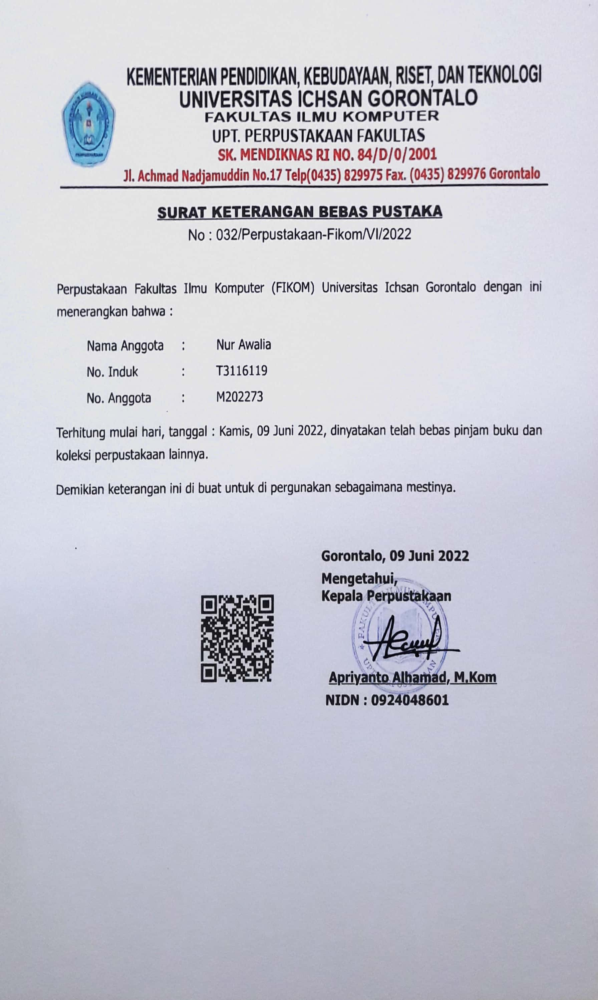 KEMENTERIAN PENDIDIKAN, KEBUDAYAAN, RISET, DAN TEKNOLOGI
UNIVERSITAS ICHSAN GORONTALO
FAKULTAS ILMU KOMPUTER
UPT. PERPUSTAKAAN FAKULTAS
SK. MENDIKNAS RI NO. 84/D/0/2001
Jl. Achmad Nadjamuddin No.17 Telp(0435) 829975 Fax. (0435) 829976 Gorontalo
SURAT KETERANGAN BEBAS PUSTAKA
No : 032/Perpustakaan-Fikom/VI/2022
Perpustakaan Fakultas Ilmu Komputer (FIKOM) Universitas Ichsan Gorontalo dengan ini
menerangkan bahwa :
Nama Anggota : Nur Awalia
No. Induk : T3116119
No. Anggota : M202273
Terhitung mulai hari, tanggal : Kamis, 09 Juni 2022, dinyatakan telah bebas pinjam buku dan
koleksi perpustakaan lainnya.
Demikian keterangan ini di buat untuk di pergunakan sebagaimana mestinya.
Gorontalo, 09 Juni 2022
Mengetahui,
Kepala Perpustakaan
Apriyanto Alhamad, M.Kom
NIDN : 0924048601